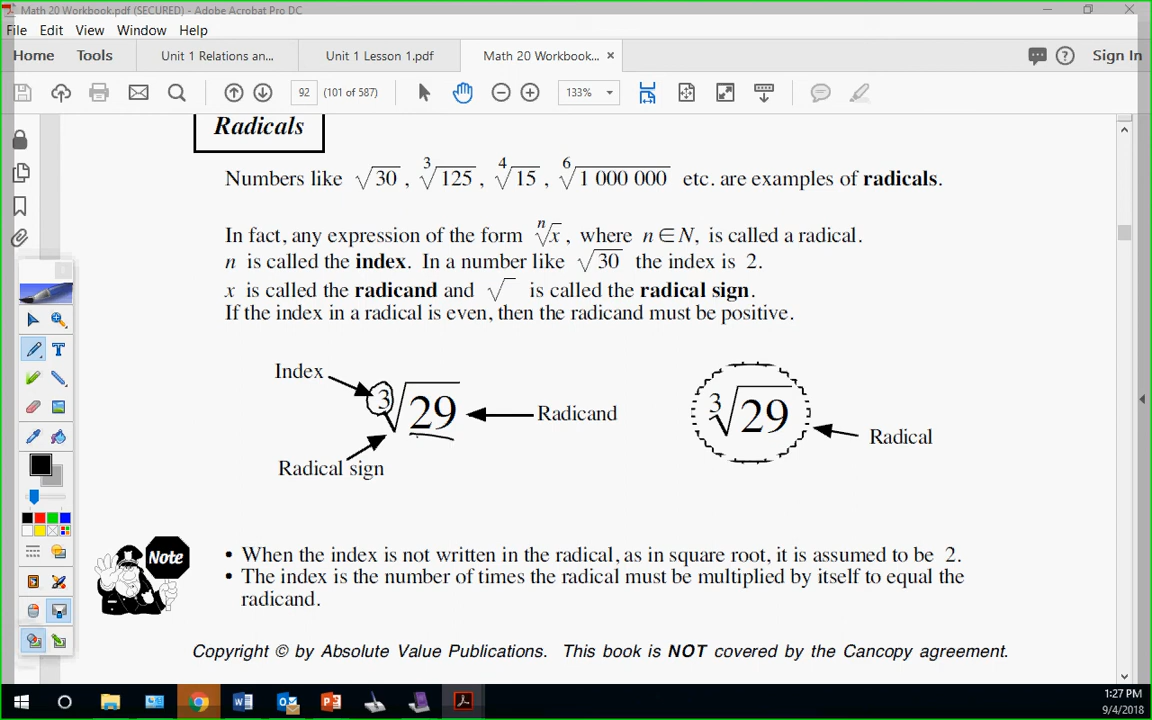 Math 20 Workbook.pdf (SECURED) - Adobe Acrobat Pro DC
File Edit View Window Help
Home Tools Unit 1 Relations an... Unit 1 Lesson 1.pdf Math 20 Workbook... × Sign In
92 (101 of 587) 133%
Radicals
Numbers like √30, ³√125, ⁴√15, ⁶√1 000 000 etc. are examples of radicals.
In fact, any expression of the form ⁿ√x, where n ∈ N, is called a radical.
n is called the index. In a number like √30 the index is 2.
x is called the radicand and √ is called the radical sign.
If the index in a radical is even, then the radicand must be positive.
Index
³√29 Radicand
³√29
Radical
Radical sign
Note
• When the index is not written in the radical, as in square root, it is assumed to be 2.
• The index is the number of times the radical must be multiplied by itself to equal the
radicand.
Copyright © by Absolute Value Publications. This book is NOT covered by the Cancopy agreement.
1:27 PM
9/4/2018